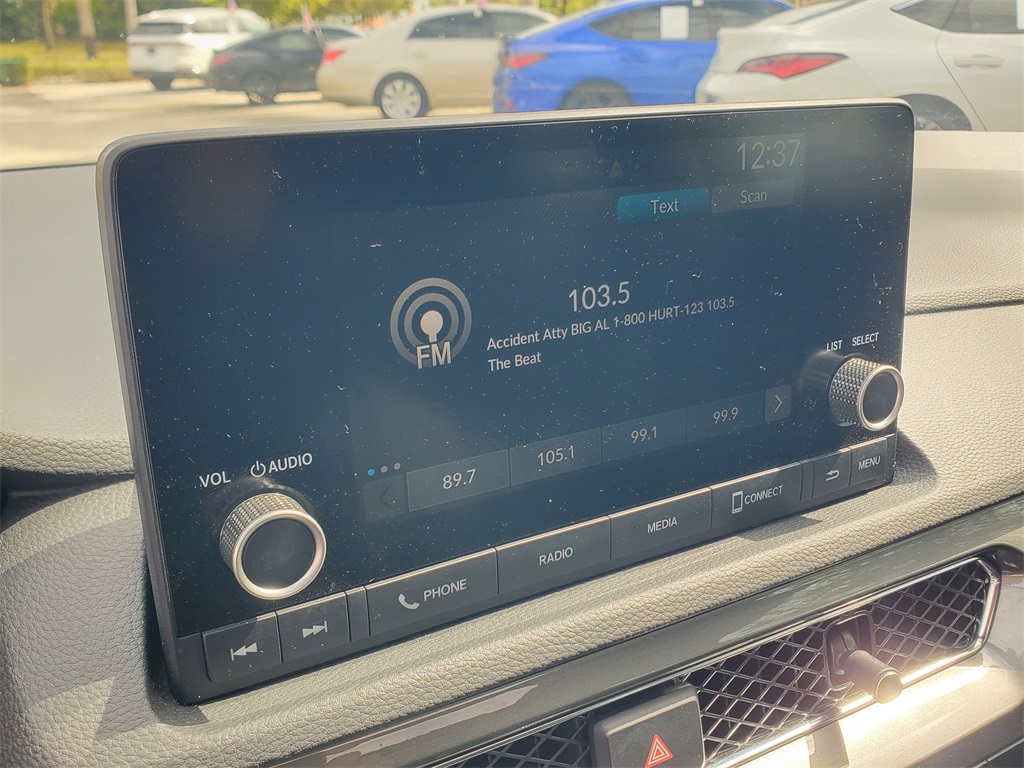 12:37
Text Scan
103.5
Accident Atty BIG AL 1-800 HURT-123 103.5
The Beat
FM
LIST SELECT
VOL AUDIO
89.7 105.1 99.1 99.9
PHONE RADIO MEDIA CONNECT MENU